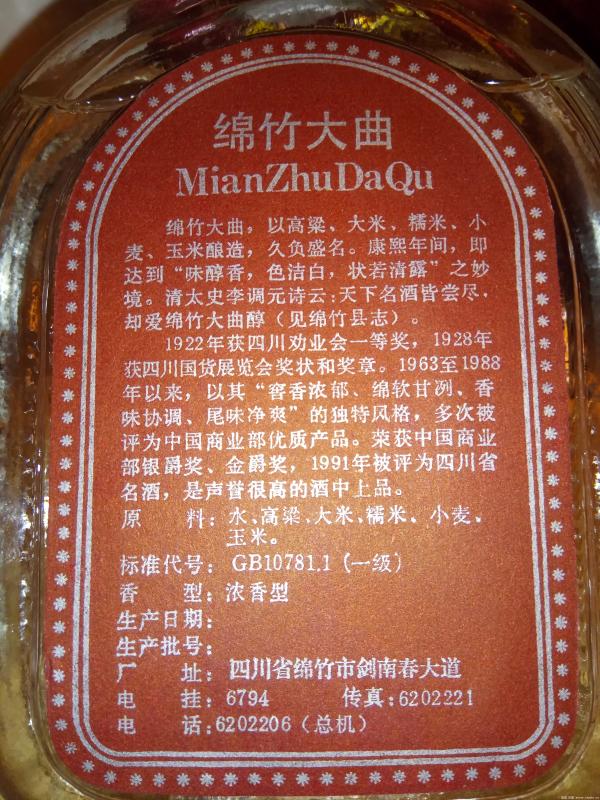 绵竹大曲
MianZhuDaQu
绵竹大曲，以高粱、大米、糯米、小
麦、玉米酿造，久负盛名。康熙年间，即
达到“味醇香，色洁白，状若清露”之妙
境。清太史李调元诗云:天下名酒皆尝尽，
却爱绵竹大曲醇（见绵竹县志）。
1922年获四川劝业会一等奖，1928年
获四川国货展览会奖状和奖章。1963至1988
年以来，以其“窖香浓郁、绵软甘冽、香
味协调、尾味净爽”的独特风格，多次被
评为中国商业部优质产品。荣获中国商业
部银爵奖、金爵奖，1991年被评为四川省
名酒，是声誉很高的酒中上品。
原　　料：水、高粱、大米、糯米、小麦、
玉米。
标准代号：GB10781.1（一级）
香　　型：浓香型
生产日期：
生产批号：
厂　　址：四川省绵竹市剑南春大道
电　　挂：6794　　传真:6202221
电　　话:6202206（总机）